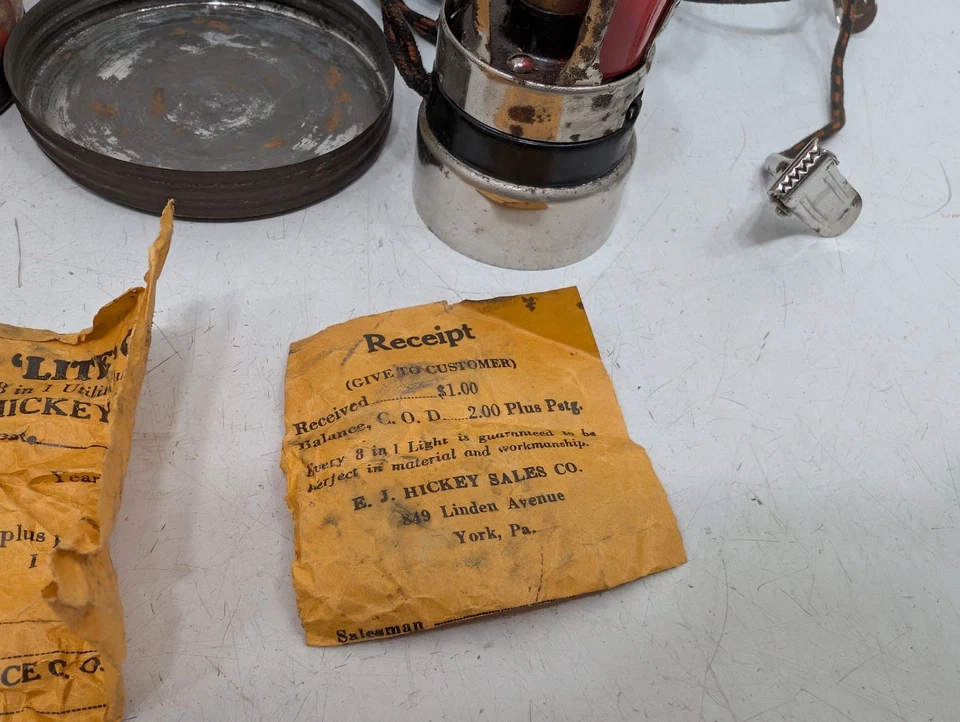 'LITE
8 in 1 Utili
HICKEY
Year
plus
1
CE C. O.
Receipt
(GIVE TO CUSTOMER)
Received $1.00
Balance, C. O. D. 2.00 Plus Pstg.
Every 8 in 1 Light is guaranteed to be
perfect in material and workmanship.
E. J. HICKEY SALES CO.
849 Linden Avenue
York, Pa.
Salesman